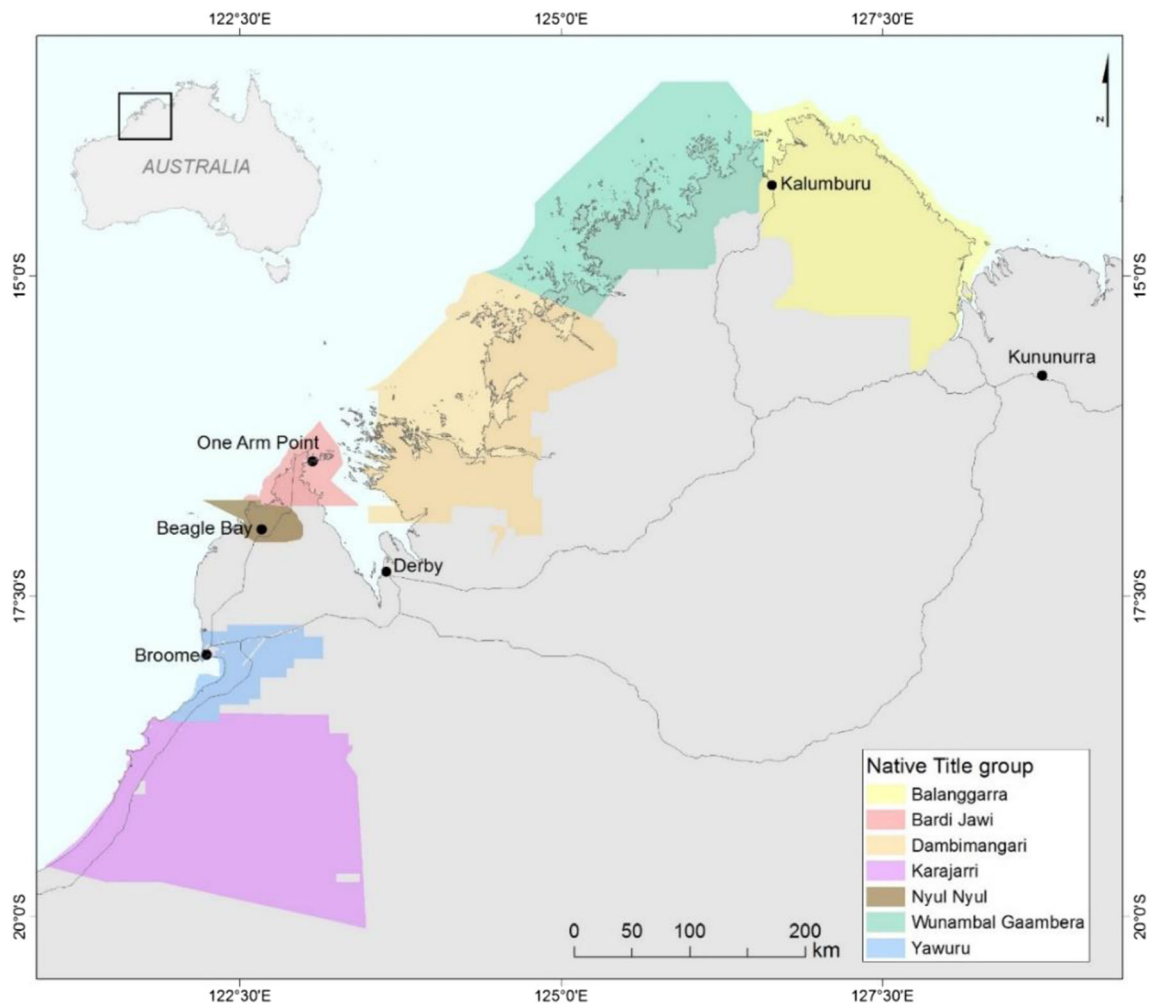 122°30'E 125°0'E 127°30'E
N
AUSTRALIA
Kalumburu
15°0'S 15°0'S
Kununurra
One Arm Point
Beagle Bay
Derby
17°30'S 17°30'S
Broome
Native Title group
Balanggarra
Bardi Jawi
Dambimangari
Karajarri
Nyul Nyul
Wunambal Gaambera
Yawuru
20°0'S 20°0'S
0 50 100 200
km
122°30'E 125°0'E 127°30'E